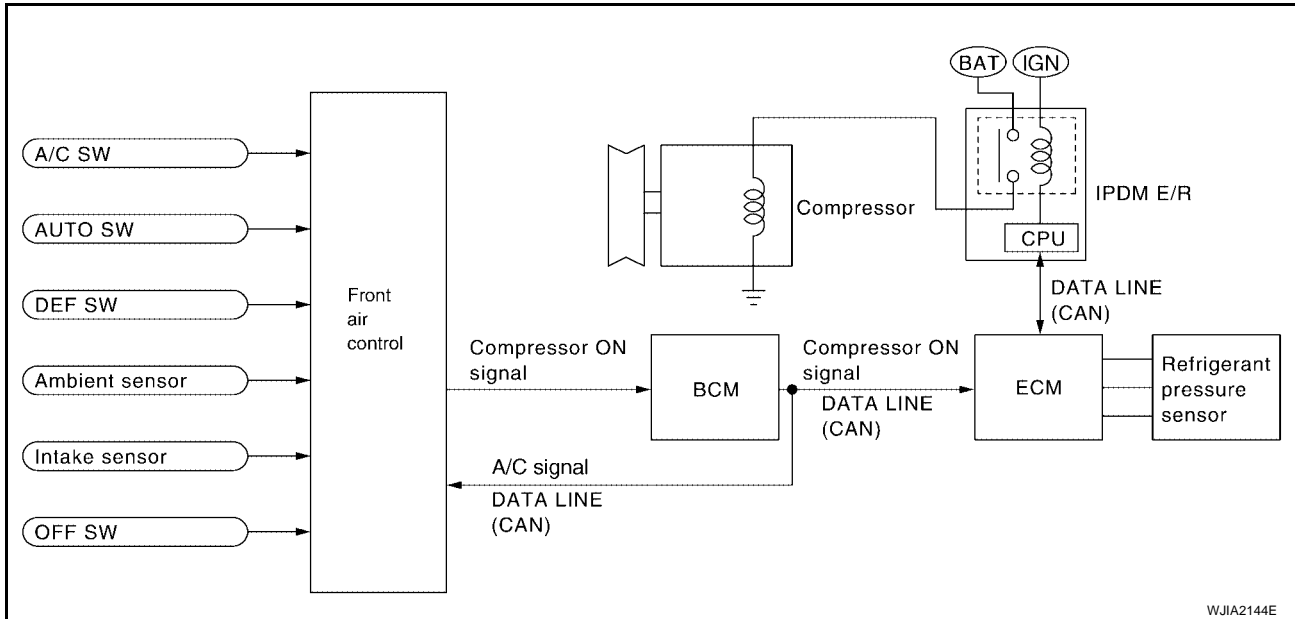 BAT
IGN
A/C SW
AUTO SW
DEF SW
Ambient sensor
Intake sensor
OFF SW
Front
air
control
Compressor
IPDM E/R
CPU
DATA LINE
(CAN)
Compressor ON
signal
BCM
Compressor ON
signal
DATA LINE
(CAN)
ECM
Refrigerant
pressure
sensor
A/C signal
DATA LINE
(CAN)
WJIA2144E